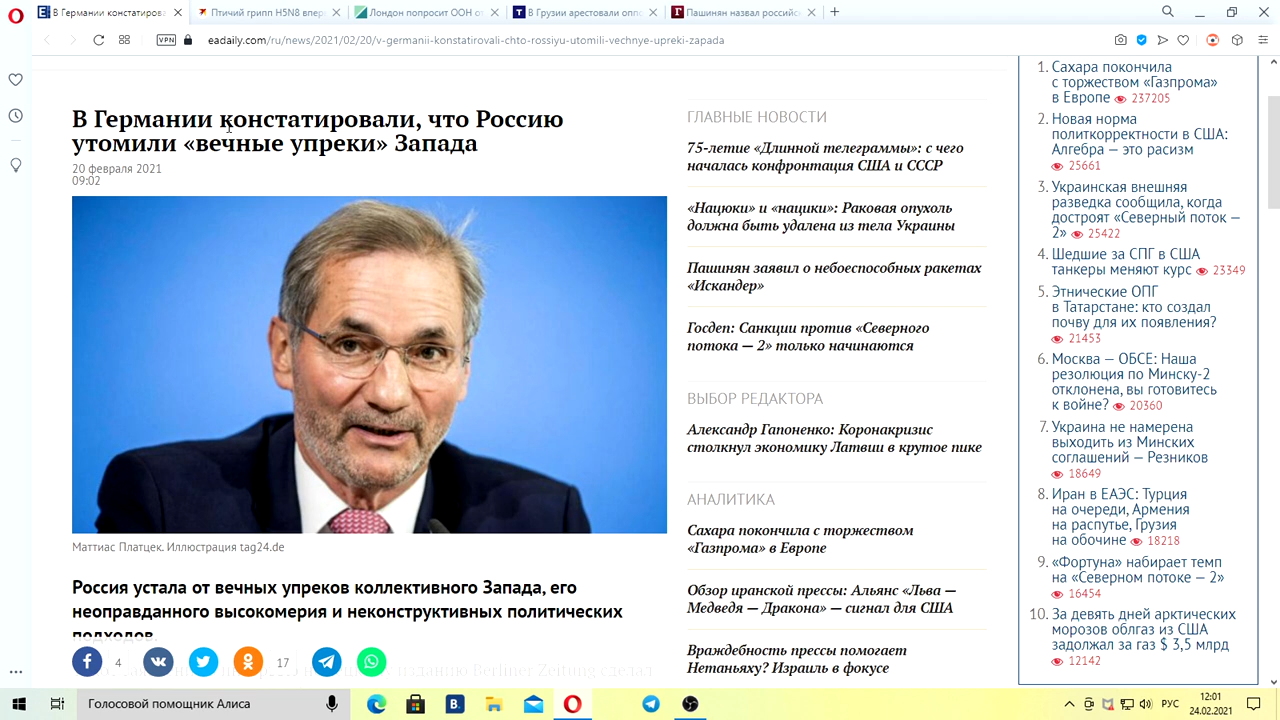 В Германии констатирова
Птичий грипп H5N8 впер
Лондон попросит ООН от
В Грузии арестовали оппо
Пашинян назвал российс
VPN
eadaily.com/ru/news/2021/02/20/v-germanii-konstatirovali-chto-rossiyu-utomili-vechnye-upreki-zapada
В Германии констатировали, что Россию
утомили «вечные упреки» Запада
20 февраля 2021
09:02
Маттиас Платцек. Иллюстрация tag24.de
Россия устала от вечных упреков коллективного Запада, его
неоправданного высокомерия и неконструктивных политических
подходов.
изданию Berliner Zeitung сделал
4
17
ГЛАВНЫЕ НОВОСТИ
75-летие «Длинной телеграммы»: с чего
началась конфронтация США и СССР
«Нацюки» и «нацики»: Раковая опухоль
должна быть удалена из тела Украины
Пашинян заявил о небоеспособных ракетах
«Искандер»
Госдеп: Санкции против «Северного
потока — 2» только начинаются
ВЫБОР РЕДАКТОРА
Александр Гапоненко: Коронакризис
столкнул экономику Латвии в крутое пике
АНАЛИТИКА
Сахара покончила с торжеством
«Газпрома» в Европе
Обзор иранской прессы: Альянс «Льва —
Медведя — Дракона» — сигнал для США
Враждебность прессы помогает
Нетаньяху? Израиль в фокусе
1. Сахара покончила
с торжеством «Газпрома»
в Европе 237205
2. Новая норма
политкорректности в США:
Алгебра — это расизм
25661
3. Украинская внешняя
разведка сообщила, когда
достроят «Северный поток —
2» 25422
4. Шедшие за СПГ в США
танкеры меняют курс 23349
5. Этнические ОПГ
в Татарстане: кто создал
почву для их появления?
21453
6. Москва — ОБСЕ: Наша
резолюция по Минску-2
отклонена, вы готовитесь
к войне? 20360
7. Украина не намерена
выходить из Минских
соглашений — Резников
18649
8. Иран в ЕАЭС: Турция
на очереди, Армения
на распутье, Грузия
на обочине 18218
9. «Фортуна» набирает темп
на «Северном потоке — 2»
16454
10. За девять дней арктических
морозов облгаз из США
задолжал за газ $ 3,5 млрд
12142
Голосовой помощник Алиса
РУС
12:01
24.02.2021